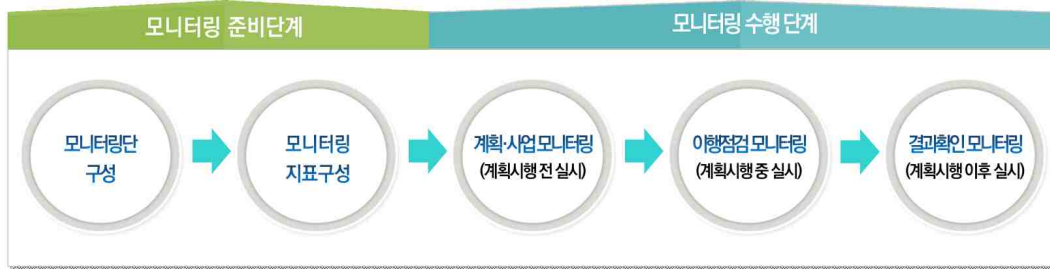 모니터링 준비단계
모니터링 수행 단계
모니터링단
구성
모니터링
지표구성
계획·사업 모니터링
(계획시행 전 실시)
이행점검 모니터링
(계획시행 중 실시)
결과확인 모니터링
(계획시행 이후 실시)